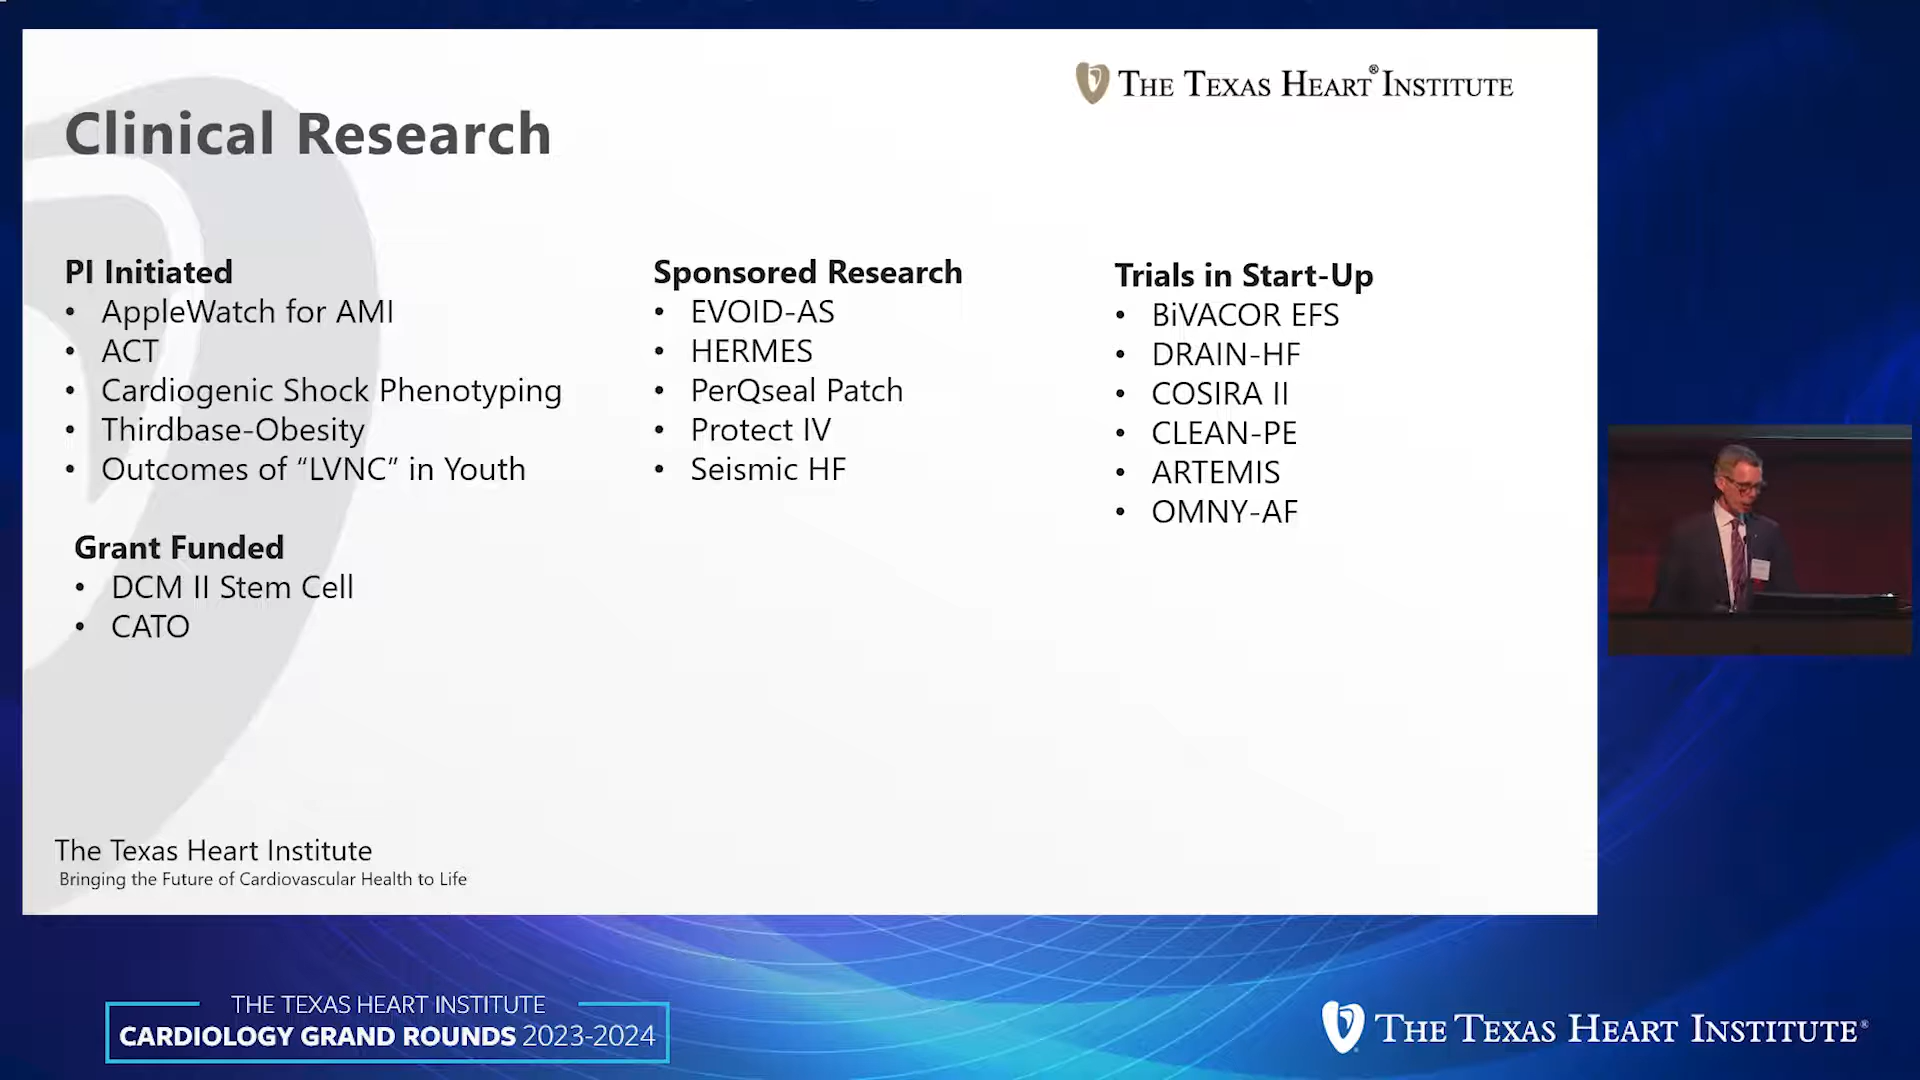 THE TEXAS HEART® INSTITUTE
Clinical Research
PI Initiated
• AppleWatch for AMI
• ACT
• Cardiogenic Shock Phenotyping
• Thirdbase-Obesity
• Outcomes of “LVNC” in Youth
Grant Funded
• DCM II Stem Cell
• CATO
Sponsored Research
• EVOID-AS
• HERMES
• PerQseal Patch
• Protect IV
• Seismic HF
Trials in Start-Up
• BiVACOR EFS
• DRAIN-HF
• COSIRA II
• CLEAN-PE
• ARTEMIS
• OMNY-AF
The Texas Heart Institute
Bringing the Future of Cardiovascular Health to Life
THE TEXAS HEART INSTITUTE
CARDIOLOGY GRAND ROUNDS 2023-2024
THE TEXAS HEART INSTITUTE®